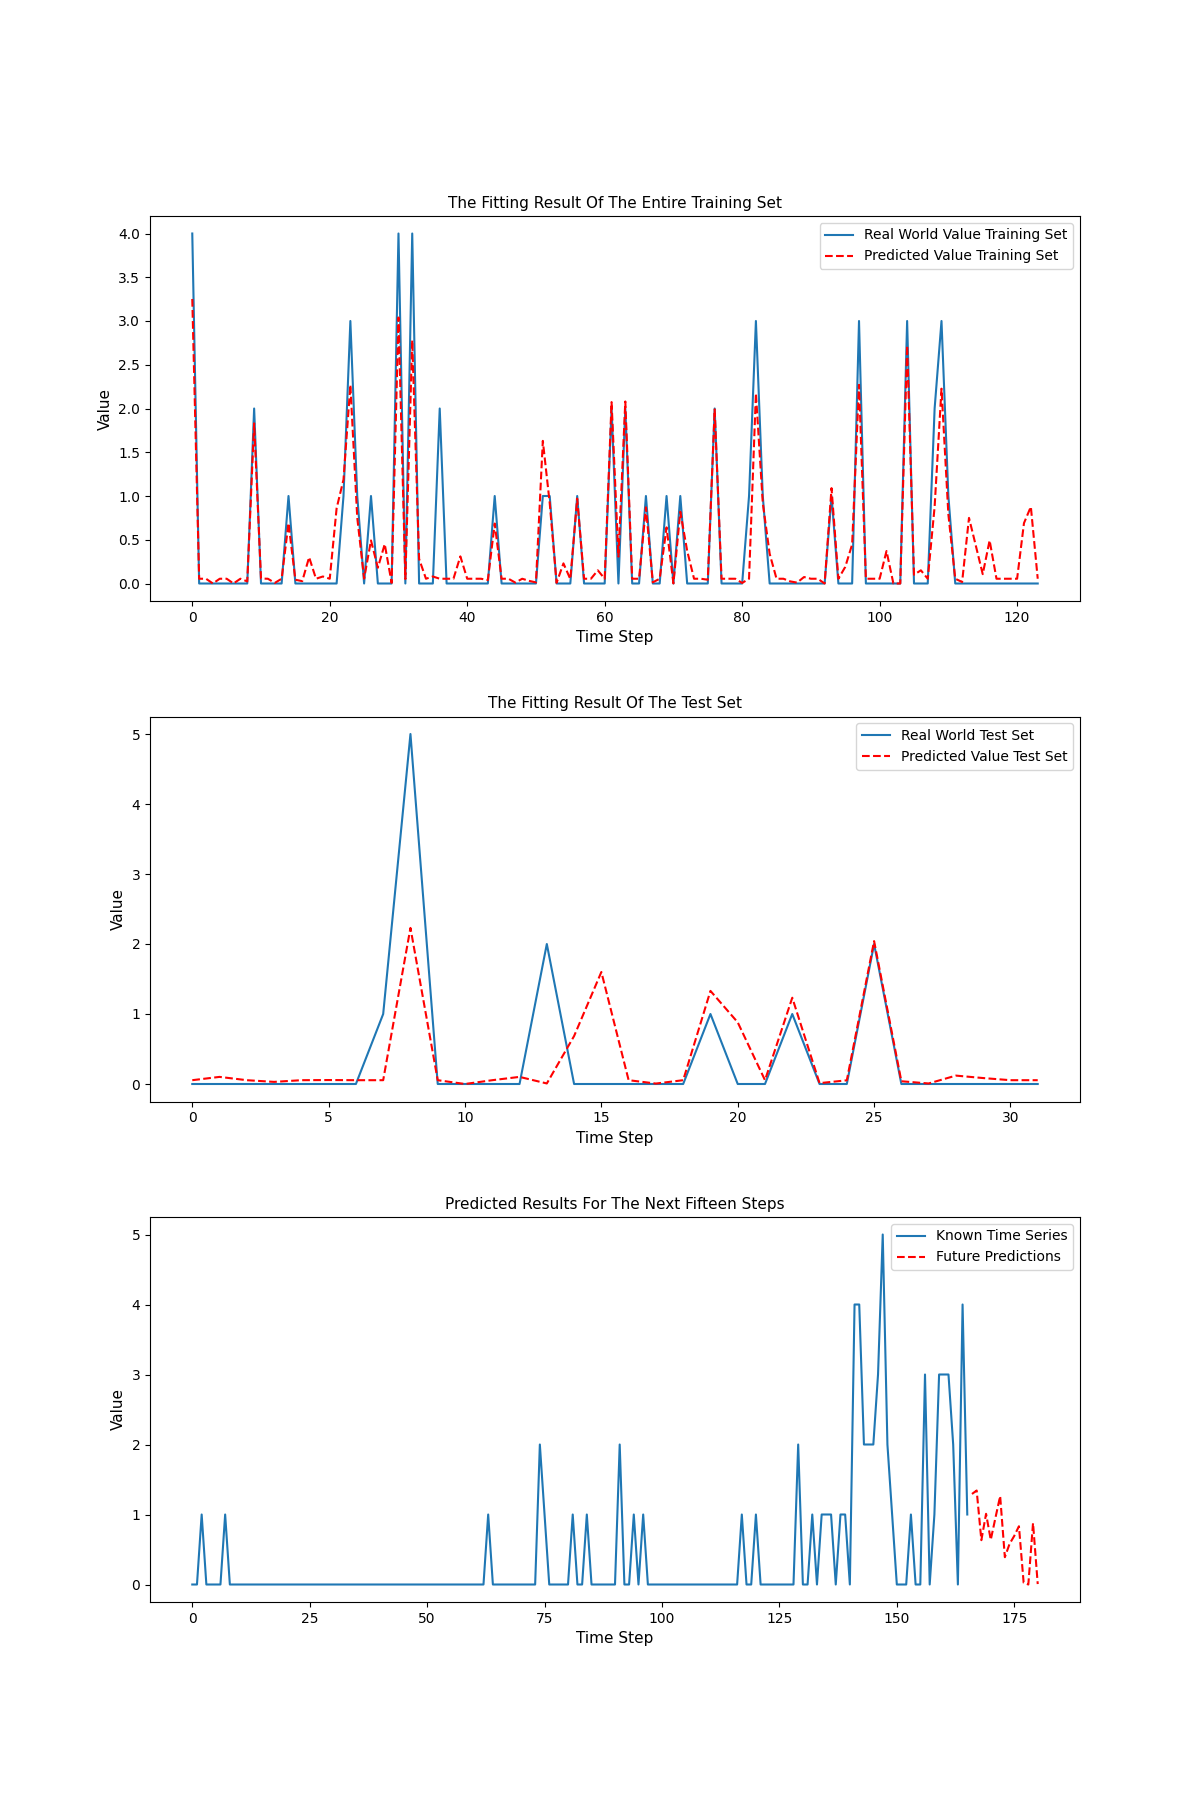 The Fitting Result Of The Entire Training Set
Real World Value Training Set
Predicted Value Training Set
4.0
3.5
3.0
2.5
2.0
1.5
1.0
0.5
0.0
Value
0 20 40 60 80 100 120
Time Step
The Fitting Result Of The Test Set
Real World Test Set
Predicted Value Test Set
5
4
3
2
1
0
Value
0 5 10 15 20 25 30
Time Step
Predicted Results For The Next Fifteen Steps
Known Time Series
Future Predictions
5
4
3
2
1
0
Value
0 25 50 75 100 125 150 175
Time Step